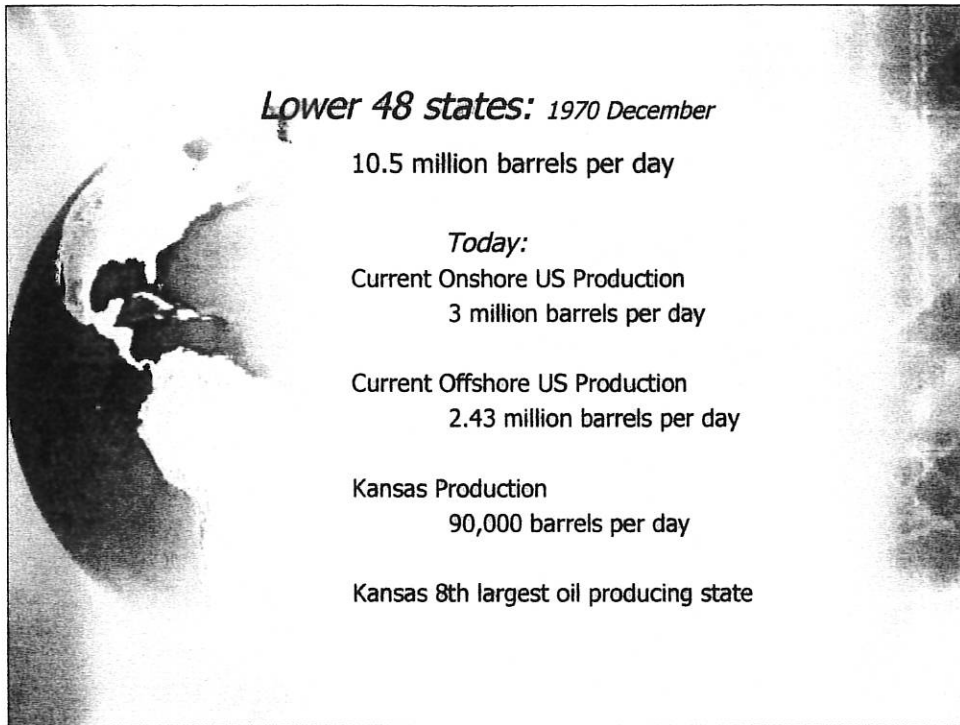 Lower 48 states: 1970 December
10.5 million barrels per day
Today:
Current Onshore US Production
3 million barrels per day
Current Offshore US Production
2.43 million barrels per day
Kansas Production
90,000 barrels per day
Kansas 8th largest oil producing state